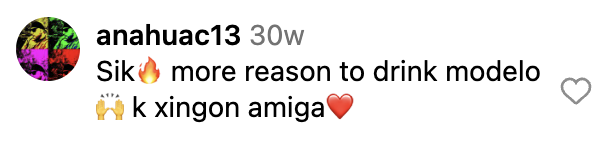 anahuac13 30w
Sik🔥 more reason to drink modelo
🙌 k xingon amiga❤️